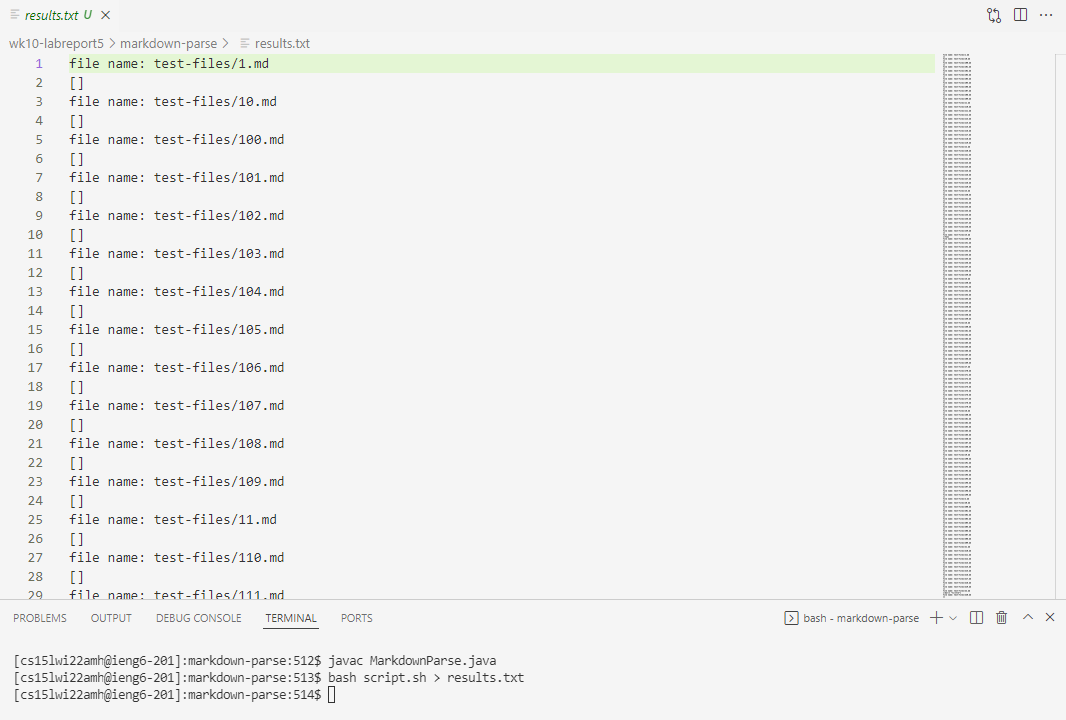 results.txt U
wk10-labreport5 > markdown-parse > results.txt
1 file name: test-files/1.md
2 []
3 file name: test-files/10.md
4 []
5 file name: test-files/100.md
6 []
7 file name: test-files/101.md
8 []
9 file name: test-files/102.md
10 []
11 file name: test-files/103.md
12 []
13 file name: test-files/104.md
14 []
15 file name: test-files/105.md
16 []
17 file name: test-files/106.md
18 []
19 file name: test-files/107.md
20 []
21 file name: test-files/108.md
22 []
23 file name: test-files/109.md
24 []
25 file name: test-files/11.md
26 []
27 file name: test-files/110.md
28 []
29 file name: test-files/111.md
PROBLEMS OUTPUT DEBUG CONSOLE TERMINAL PORTS bash - markdown-parse
[cs15lwi22amh@ieng6-201]:markdown-parse:512$ javac MarkdownParse.java
[cs15lwi22amh@ieng6-201]:markdown-parse:513$ bash script.sh > results.txt
[cs15lwi22amh@ieng6-201]:markdown-parse:514$